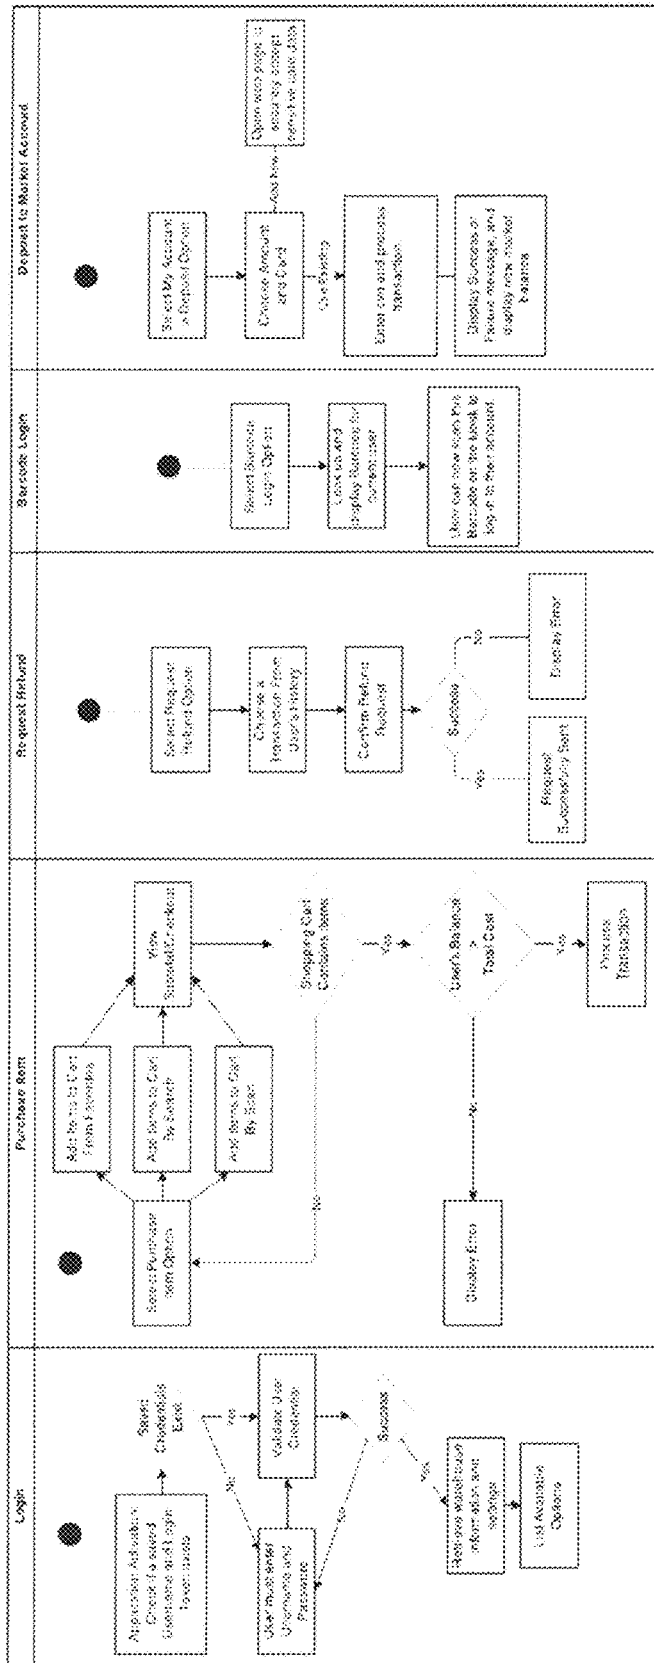 Login
Application Activation:
Check if a saved
Username and Login
Token exists
Saved
Credentials
Exist
Yes
No
User must enter
Username and
Password
Validate User
Credential
Success
No
Yes
Retrieve warehouse
information and
settings
List Available
Options
Purchase Item
Select Purchase
Item Option
Add Items to Cart
From Favorites
Add Items to Cart
By Search
Add Items to Cart
By Scan
View
Subtotal/Checkout
Shopping Cart
Contains Items
No
Yes
User's Balance
>
Total Cost
No
Yes
Display Error
Process
Transaction
Request Refund
Select Request
Refund Option
Choose a
Transaction From
User's History
Confirm Refund
Request
Success
Yes
No
Request
Successfully Sent
Display Error
Barcode Login
Select Barcode
Login Option
Look up and
display Barcode for
current user
User can now scan this
Barcode on the kiosk to
log in to their account.
Deposit to Market Account
Select My Account
> Deposit Option
Choose Amount
and Card
Add New
Open web page to
securely accept
sensitive card data
Use Existing
Enter cvv and process
transaction.
Display Success or
Failure message, and
display new market
balance